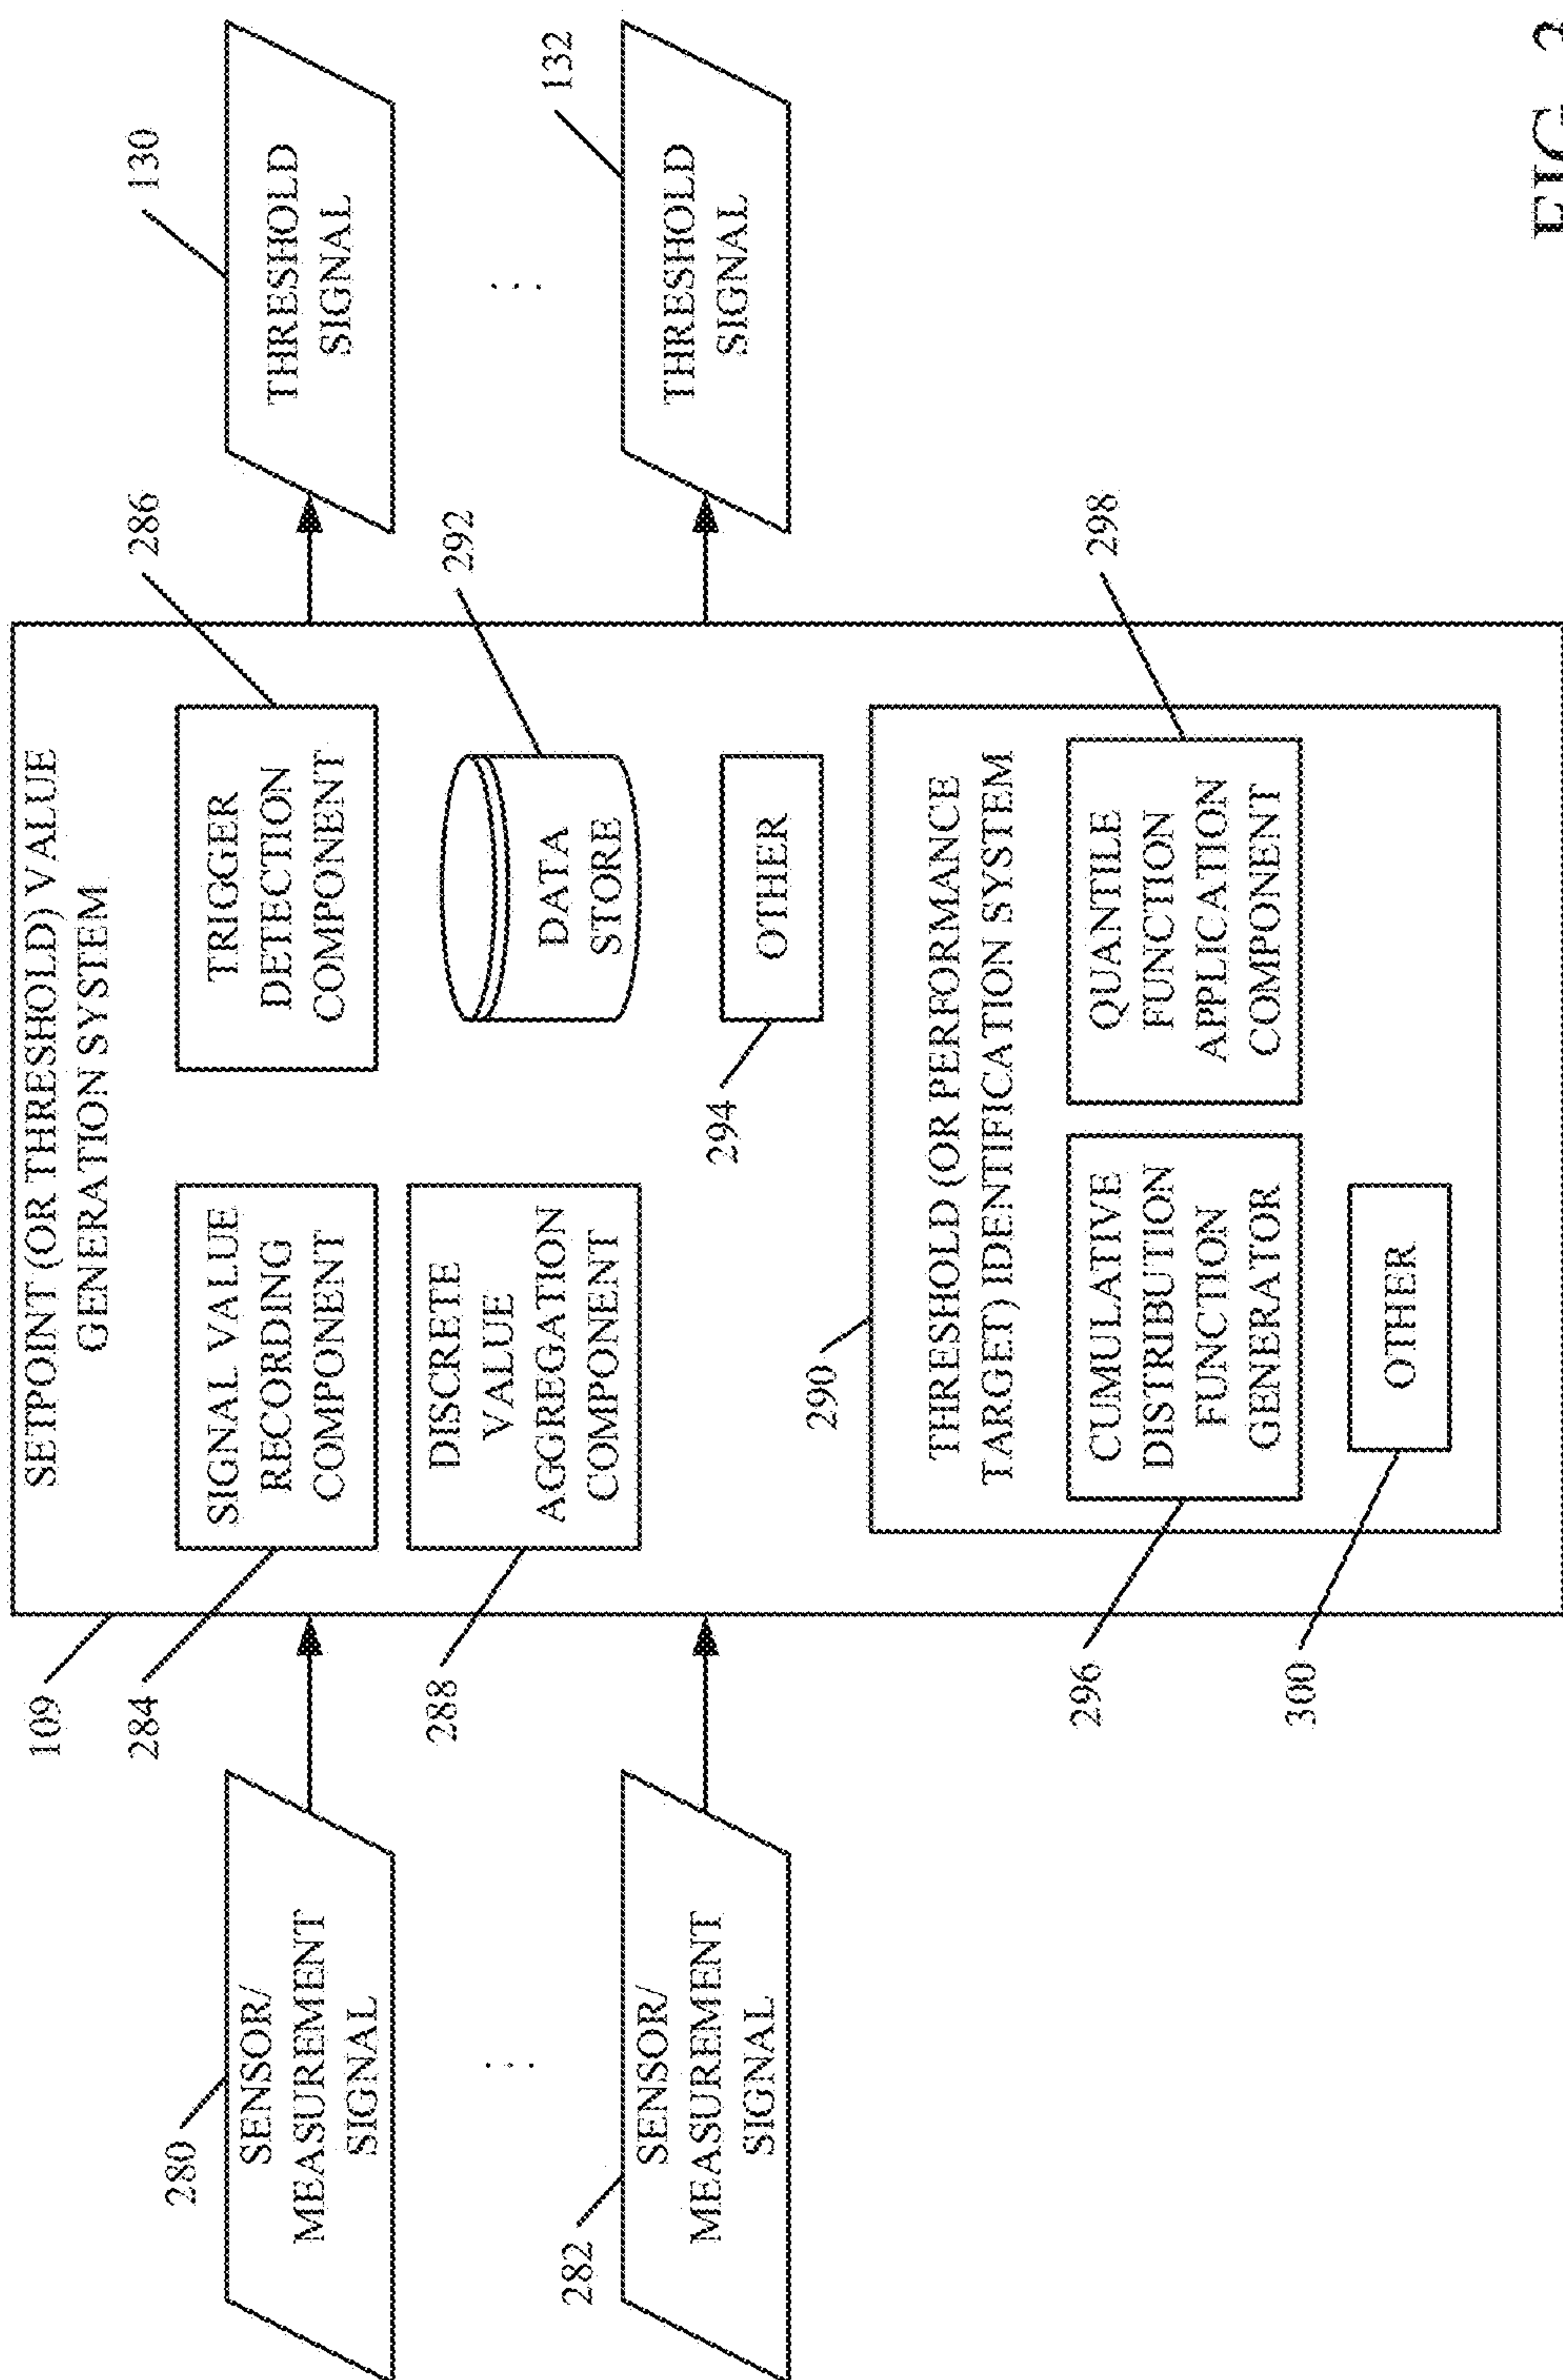 109
SETPOINT (OR THRESHOLD) VALUE
GENERATION SYSTEM
280
SENSOR/
MEASUREMENT
SIGNAL
⋮
282
SENSOR/
MEASUREMENT
SIGNAL
284
SIGNAL VALUE
RECORDING
COMPONENT
286
TRIGGER
DETECTION
COMPONENT
288
DISCRETE
VALUE
AGGREGATION
COMPONENT
292
DATA
STORE
294
OTHER
290
THRESHOLD (OR PERFORMANCE
TARGET) IDENTIFICATION SYSTEM
296
CUMULATIVE
DISTRIBUTION
FUNCTION
GENERATOR
298
QUANTILE
FUNCTION
APPLICATION
COMPONENT
300
OTHER
130
THRESHOLD
SIGNAL
⋮
132
THRESHOLD
SIGNAL
FIG.